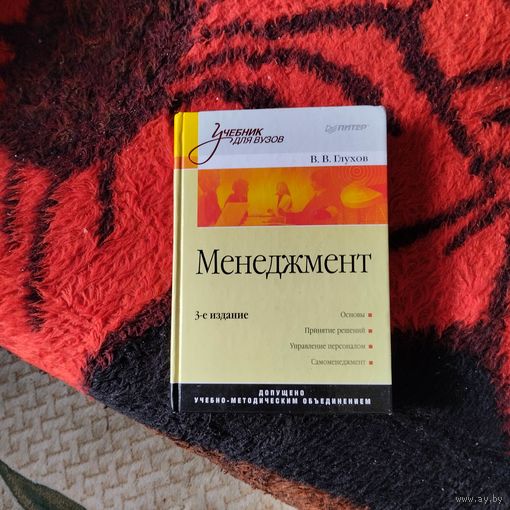 УЧЕБНИК
ДЛЯ ВУЗОВ
ПИТЕР®
В. В. Глухов
Менеджмент
3-е издание
Основы
Принятие решений
Управление персоналом
Самоменеджмент
ДОПУЩЕНО
УЧЕБНО-МЕТОДИЧЕСКИМ ОБЪЕДИНЕНИЕМ
www.ay.by